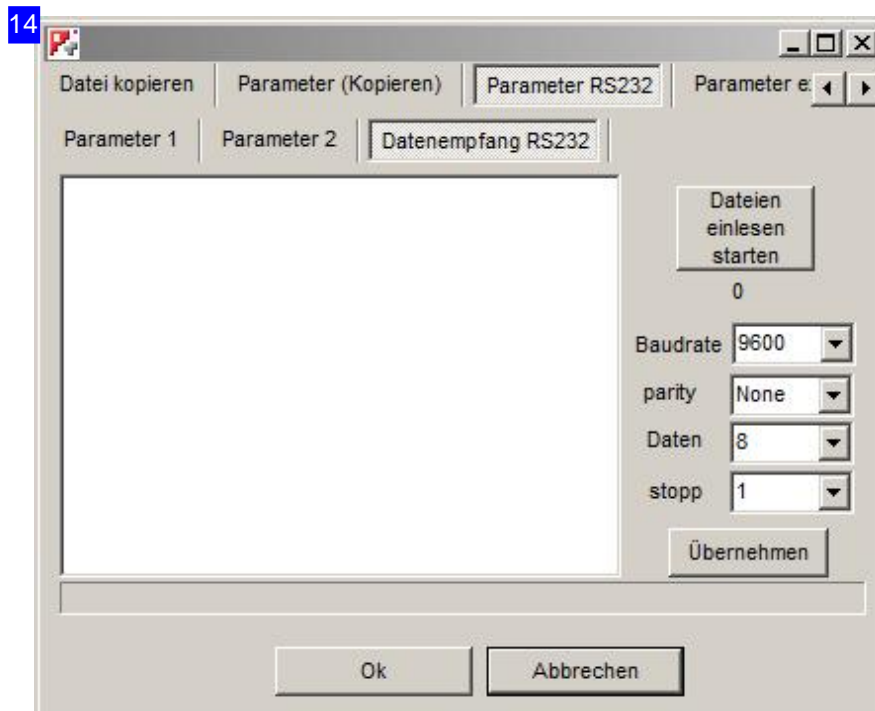 14
Datei kopieren Parameter (Kopieren) Parameter RS232 Parameter e
Parameter 1 Parameter 2 Datenempfang RS232
Dateien
einlesen
starten
0
Baudrate 9600
parity None
Daten 8
stopp 1
Übernehmen
Ok Abbrechen